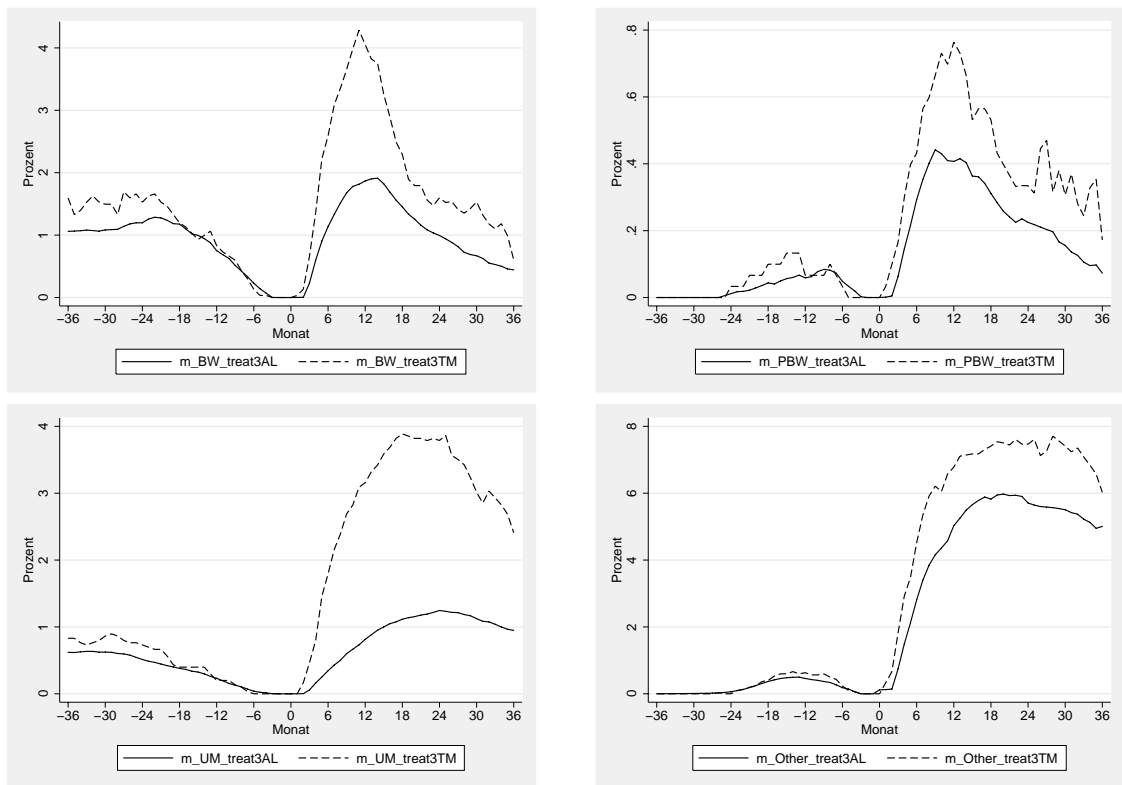 Prozent
0 1 2 3 4
−36 −30 −24 −18 −12 −6 0 6 12 18 24 30 36
Monat
m_BW_treat3AL m_BW_treat3TM
Prozent
0 .2 .4 .6 .8
−36 −30 −24 −18 −12 −6 0 6 12 18 24 30 36
Monat
m_PBW_treat3AL m_PBW_treat3TM
Prozent
0 1 2 3 4
−36 −30 −24 −18 −12 −6 0 6 12 18 24 30 36
Monat
m_UM_treat3AL m_UM_treat3TM
Prozent
0 2 4 6 8
−36 −30 −24 −18 −12 −6 0 6 12 18 24 30 36
Monat
m_Other_treat3AL m_Other_treat3TM